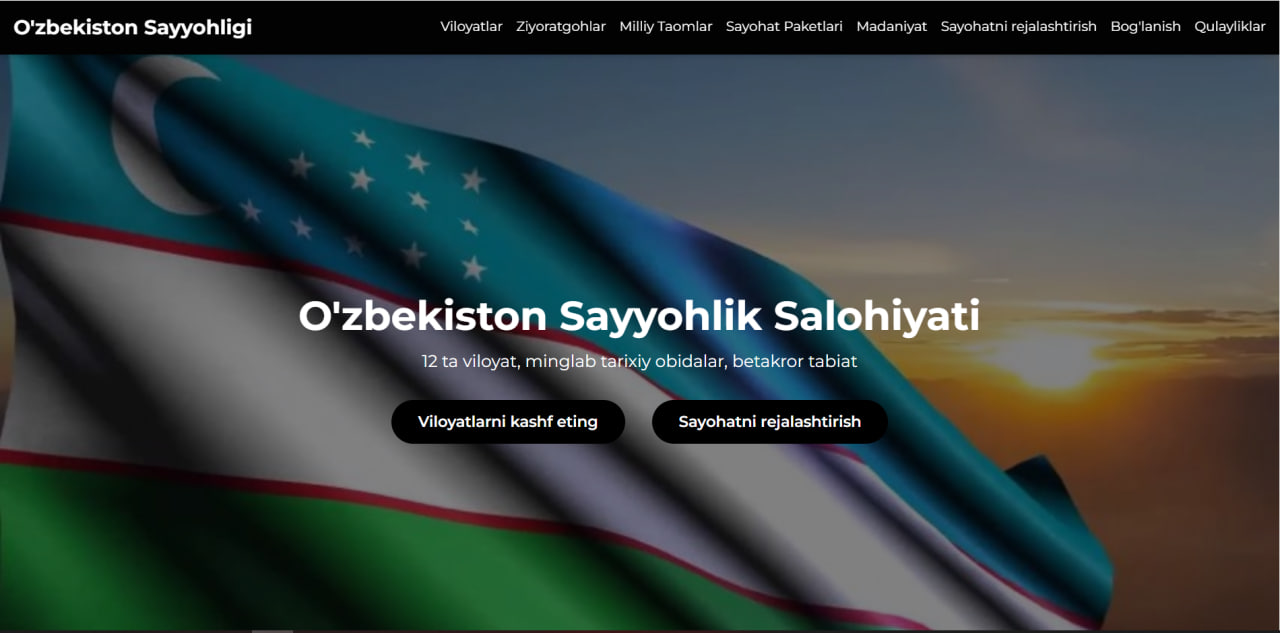 O'zbekiston Sayyohligi
Viloyatlar Ziyoratgohlar Milliy Taomlar Sayohat Paketlari Madaniyat Sayohatni rejalashtirish Bog'lanish Qulayliklar
O'zbekiston Sayyohlik Salohiyati
12 ta viloyat, minglab tarixiy obidalar, betakror tabiat
Viloyatlarni kashf eting
Sayohatni rejalashtirish